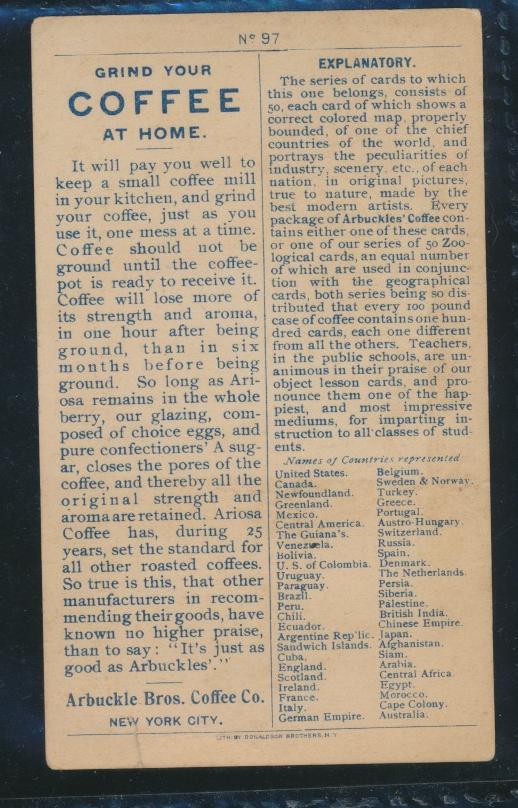 Nº 97
GRIND YOUR
COFFEE
AT HOME.
It will pay you well to
keep a small coffee mill
in your kitchen, and grind
your coffee, just as you
use it, one mess at a time.
Coffee should not be
ground until the coffee-
pot is ready to receive it.
Coffee will lose more of
its strength and aroma,
in one hour after being
ground, than in six
months before being
ground. So long as Ari-
osa remains in the whole
berry, our glazing, com-
posed of choice eggs, and
pure confectioners' A sug-
ar, closes the pores of the
coffee, and thereby all the
original strength and
aroma are retained. Ariosa
Coffee has, during 25
years, set the standard for
all other roasted coffees.
So true is this, that other
manufacturers in recom-
mending their goods, have
known no higher praise,
than to say: "It's just as
good as Arbuckles'."
Arbuckle Bros. Coffee Co.
NEW YORK CITY.
EXPLANATORY.
The series of cards to which
this one belongs, consists of
50, each card of which shows a
correct colored map, properly
bounded, of one of the chief
countries of the world, and
portrays the peculiarities of
industry, scenery, etc., of each
nation, in original pictures,
true to nature, made by the
best modern artists. Every
package of Arbuckles' Coffee con-
tains either one of these cards,
or one of our series of 50 Zoo-
logical cards, an equal number
of which are used in conjunc-
tion with the geographical
cards, both series being so dis-
tributed that every 100 pound
case of coffee contains one hun-
dred cards, each one different
from all the others. Teachers,
in the public schools, are un-
animous in their praise of our
object lesson cards, and pro-
nounce them one of the hap-
piest, and most impressive
mediums, for imparting in-
struction to all classes of stud-
ents.
Names of Countries represented
United States.
Canada.
Newfoundland.
Greenland.
Mexico.
Central America.
The Guiana's.
Venezuela.
Bolivia.
U. S. of Colombia.
Uruguay.
Paraguay.
Brazil.
Peru.
Chili.
Ecuador.
Argentine Rep'lic.
Sandwich Islands.
Cuba.
England.
Scotland.
Ireland.
France.
Italy.
German Empire.
Belgium.
Sweden & Norway.
Turkey.
Greece.
Portugal.
Austro-Hungary.
Switzerland.
Russia.
Spain.
Denmark.
The Netherlands.
Persia.
Siberia.
Palestine.
British India.
Chinese Empire.
Japan.
Afghanistan.
Siam.
Arabia.
Central Africa
Egypt.
Morocco.
Cape Colony.
Australia.
LITH. BY DONALDSON BROTHERS, N.Y.